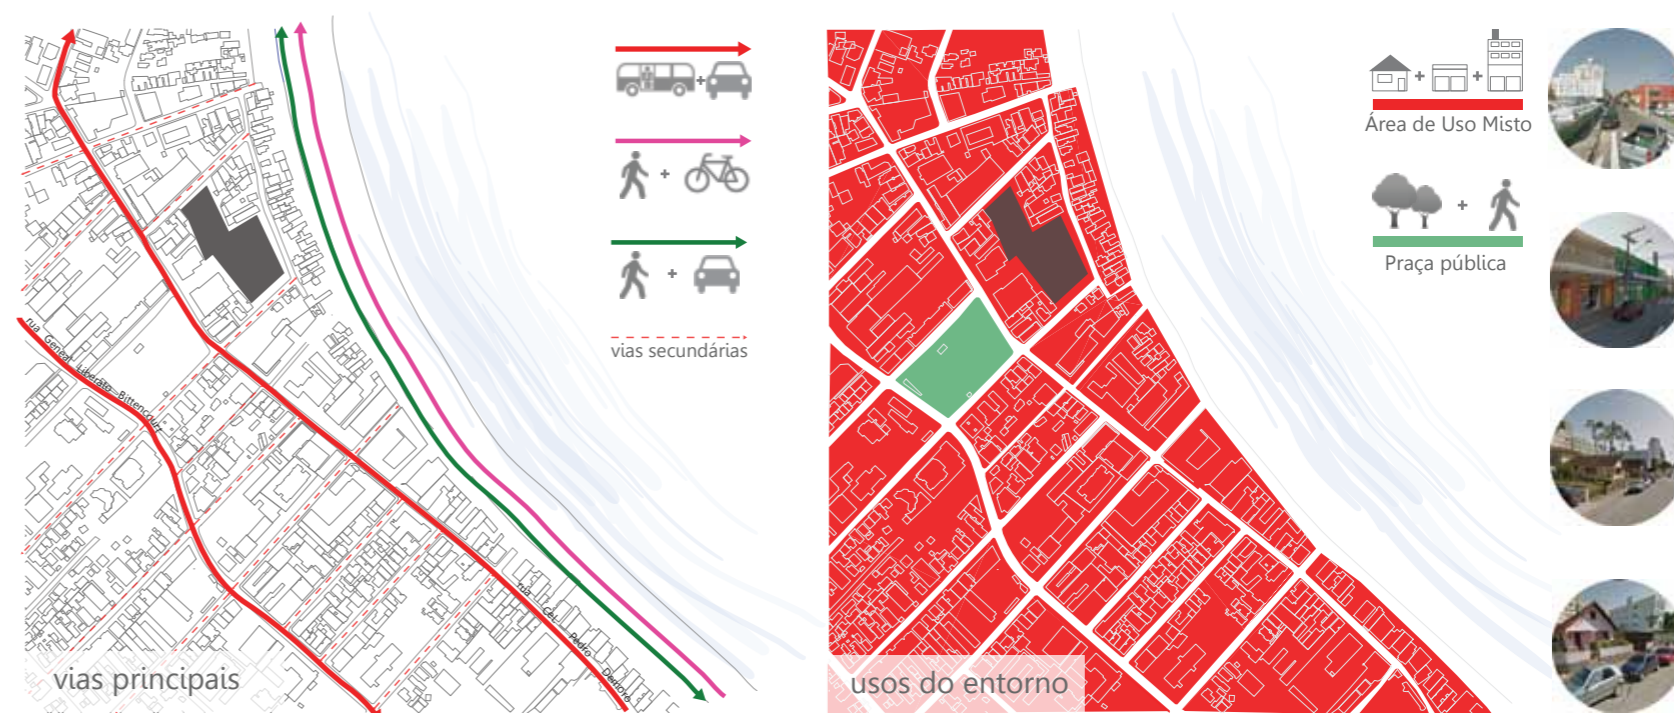 vias secundárias
rua Geneal Liberato Bittencourt
rua Cel. Pedro Demoro
vias principais
Área de Uso Misto
Praça pública
usos do entorno